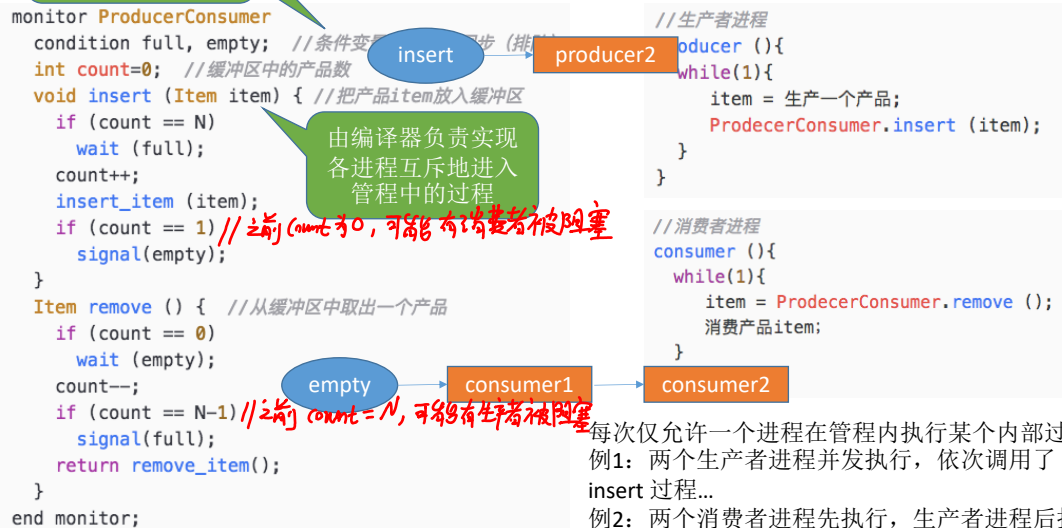 monitor ProducerConsumer
condition full, empty; //条件变量 步（排
int count=0; //缓冲区中的产品数
void insert (Item item) { //把产品item放入缓冲区
if (count == N)
wait (full);
count++;
insert_item (item);
if (count == 1) //之前count为0，可能有消费者被阻塞
signal(empty);
}
Item remove () { //从缓冲区中取出一个产品
if (count == 0)
wait (empty);
count--;
if (count == N-1) //之前count=N，可能有生产者被阻塞
signal(full);
return remove_item();
}
end monitor;
insert
producer2
由编译器负责实现
各进程互斥地进入
管程中的过程
empty
consumer1
consumer2
//生产者进程
oducer (){
while(1){
item = 生产一个产品;
ProdecerConsumer.insert (item);
}
}
//消费者进程
consumer (){
while(1){
item = ProdecerConsumer.remove ();
消费产品item;
}
每次仅允许一个进程在管程内执行某个内部过
例1：两个生产者进程并发执行，依次调用了
insert 过程…
例2：两个消费者进程先执行，生产者进程后